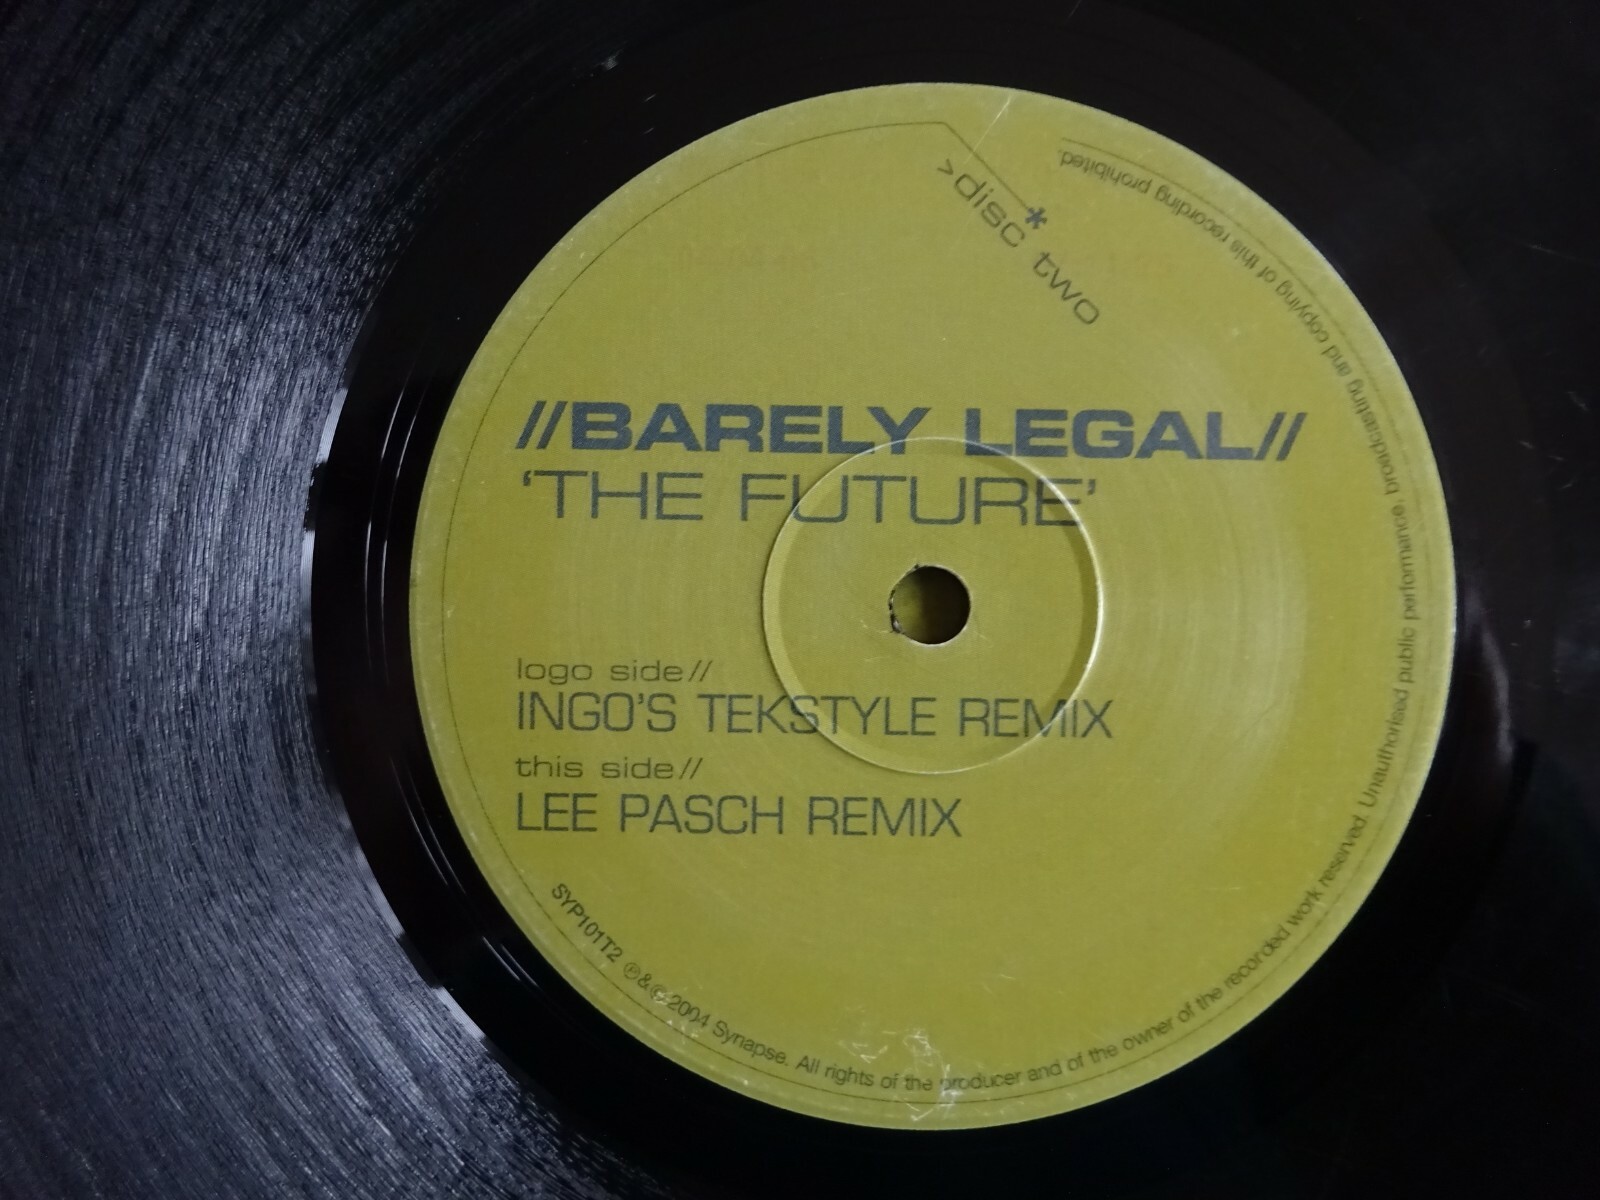 >disc two
*
//BARELY LEGAL//
'THE FUTURE'
logo side//
INGO'S TEKSTYLE REMIX
this side//
LEE PASCH REMIX
SYP101T2 ℗&© 2004 Synapse. All rights of the producer and of the owner of the recorded work reserved. Unauthorised public performance, broadcasting and copying of this recording prohibited.